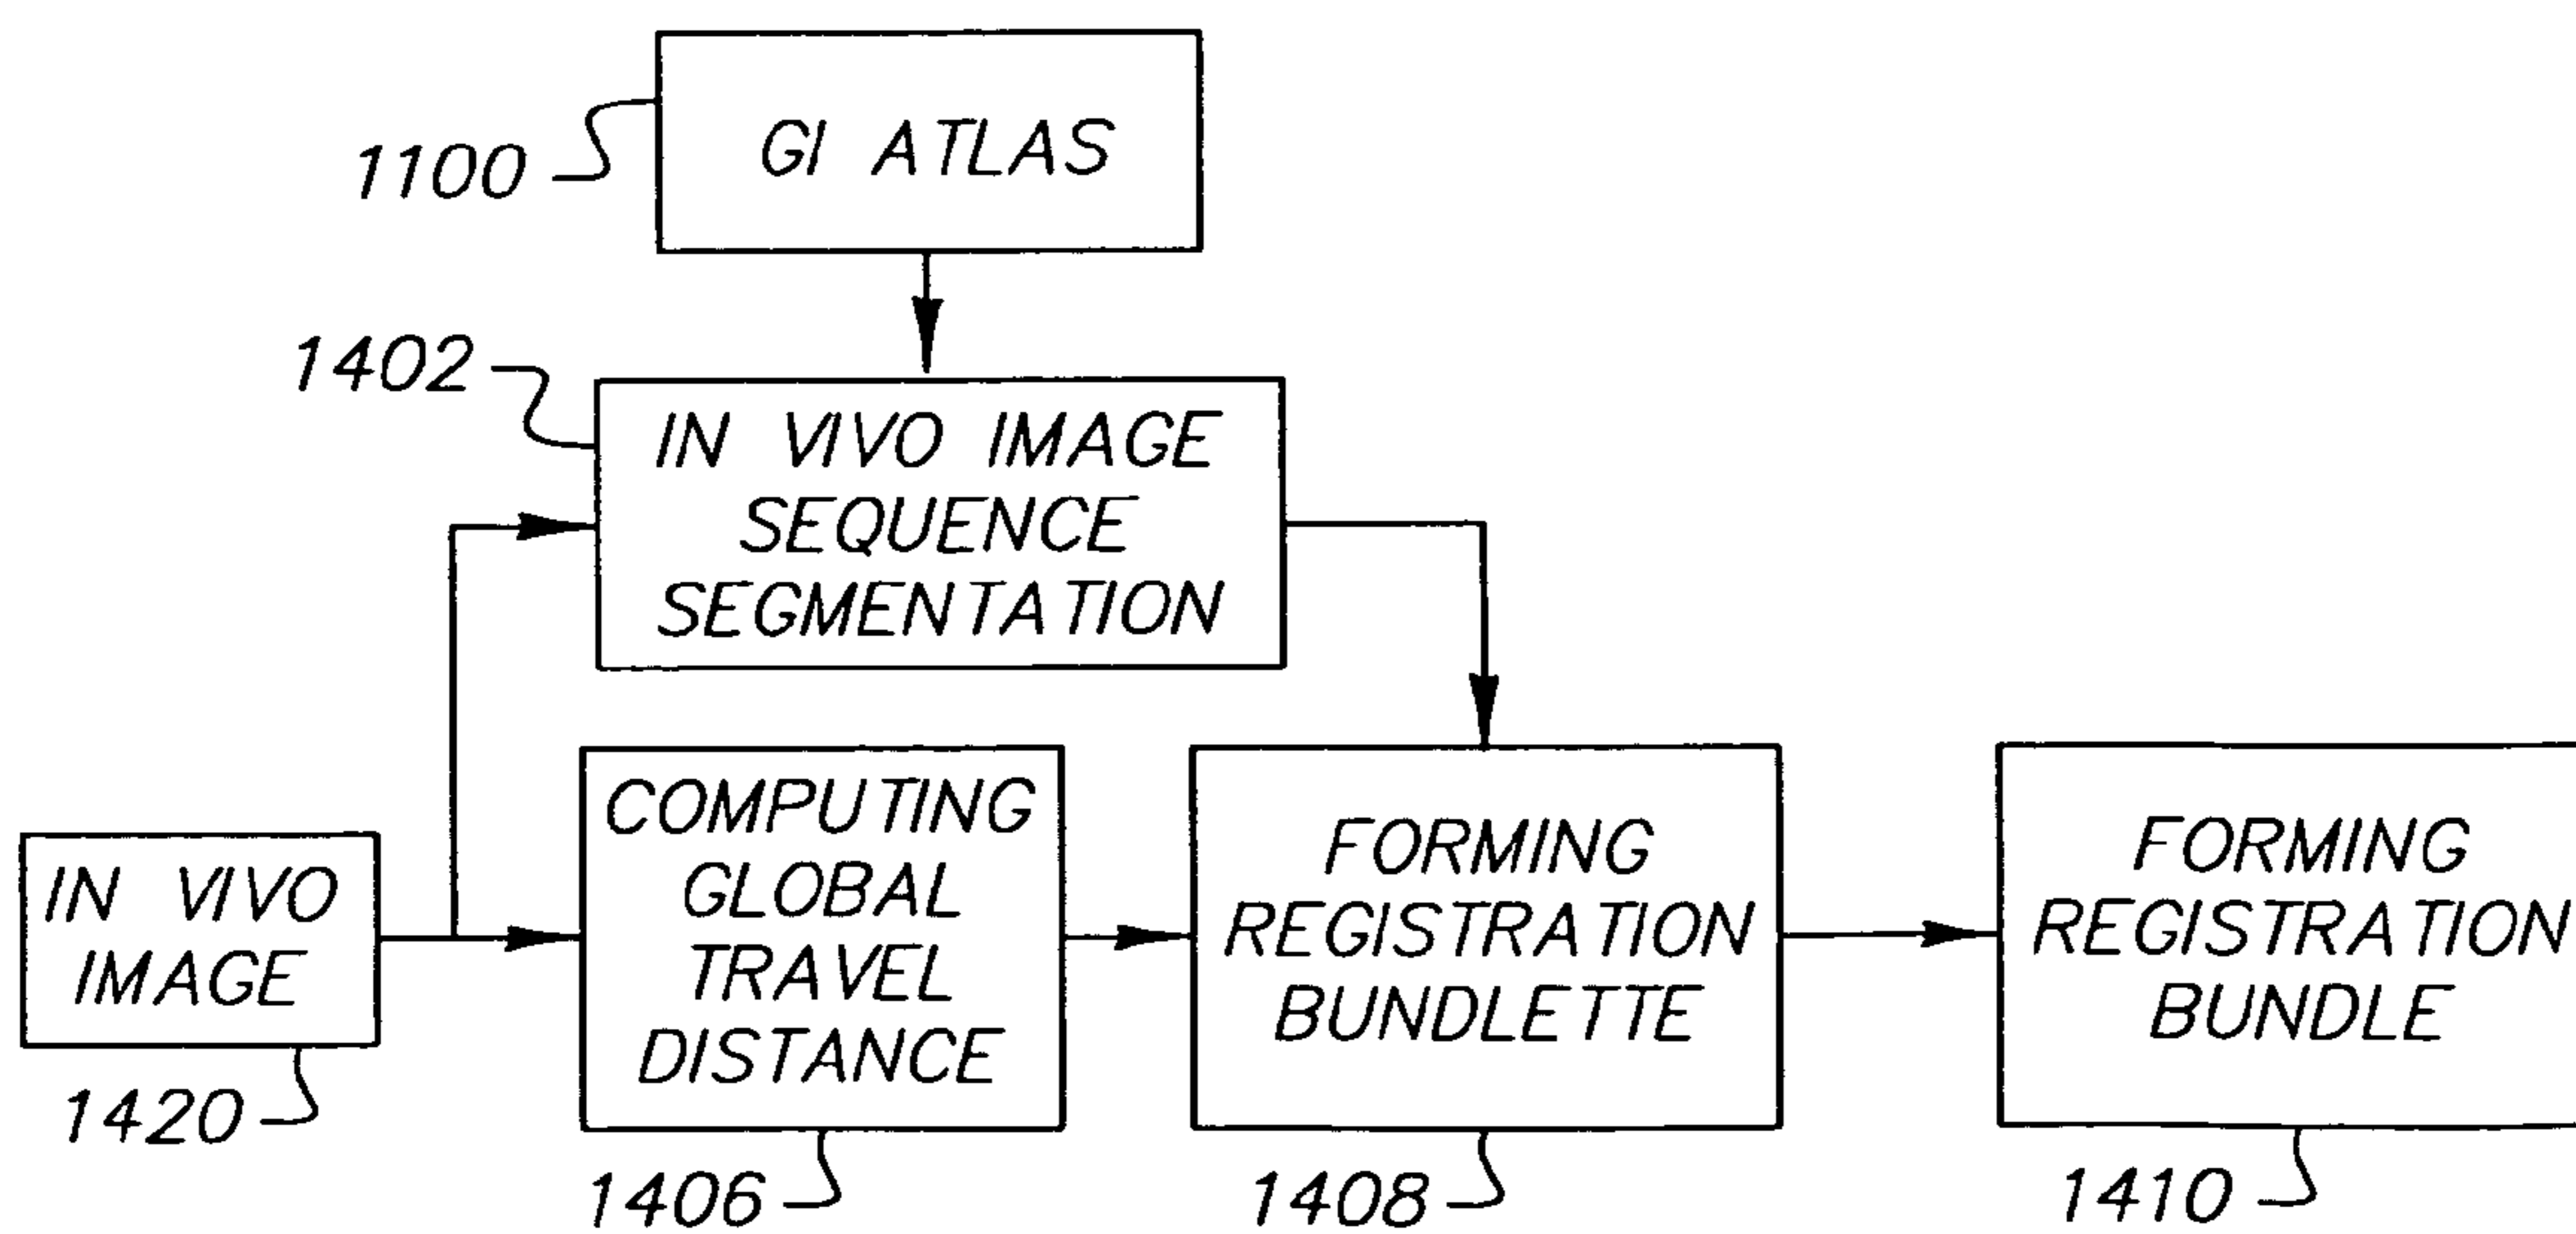 GI ATLAS
1100
1402
IN VIVO IMAGE
SEQUENCE
SEGMENTATION
IN VIVO
IMAGE
1420
COMPUTING
GLOBAL
TRAVEL
DISTANCE
1406
FORMING
REGISTRATION
BUNDLETTE
1408
FORMING
REGISTRATION
BUNDLE
1410